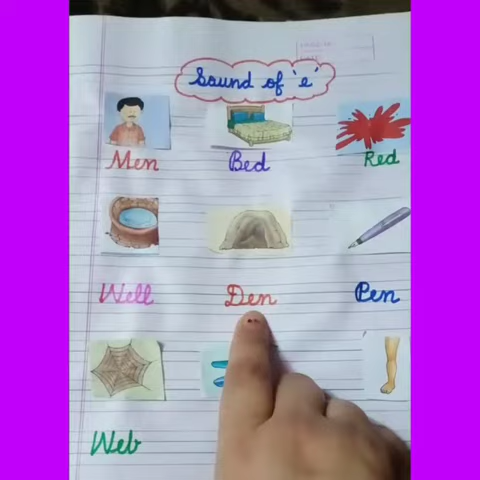 Sound of 'e'
Men Bed Red
Well Den Pen
Web